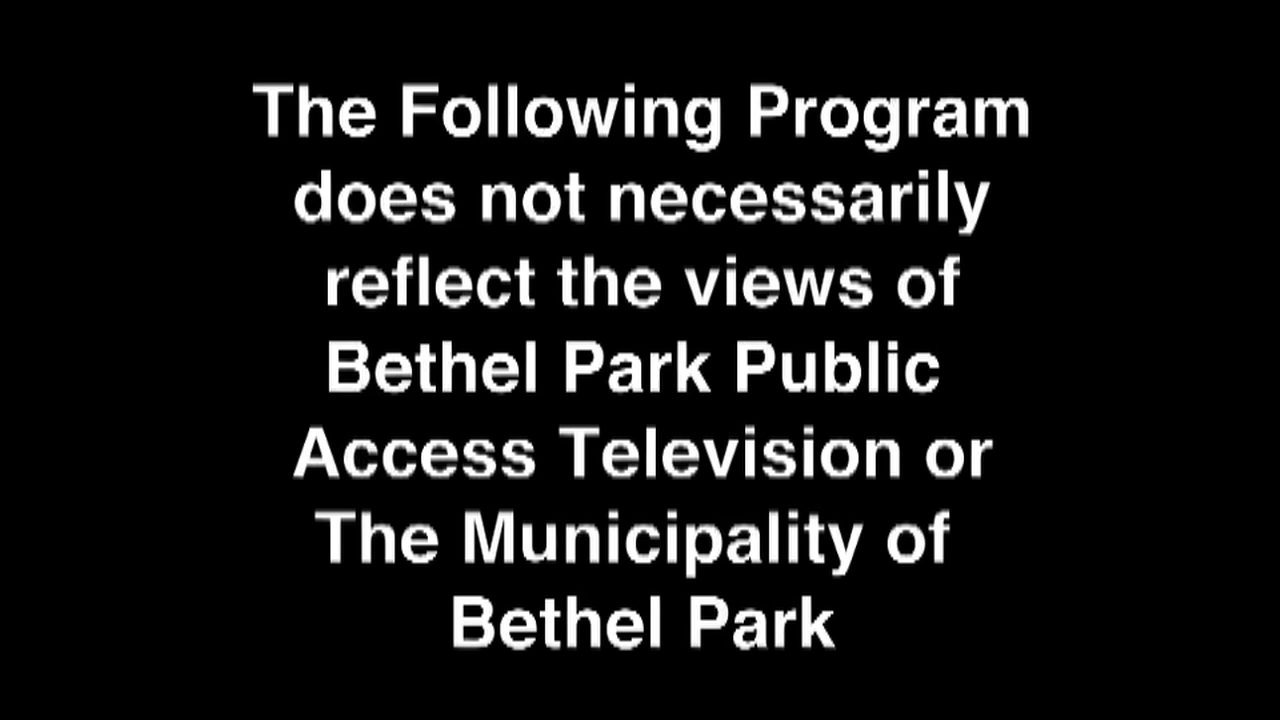 The Following Program
does not necessarily
reflect the views of
Bethel Park Public
Access Television or
The Municipality of
Bethel Park